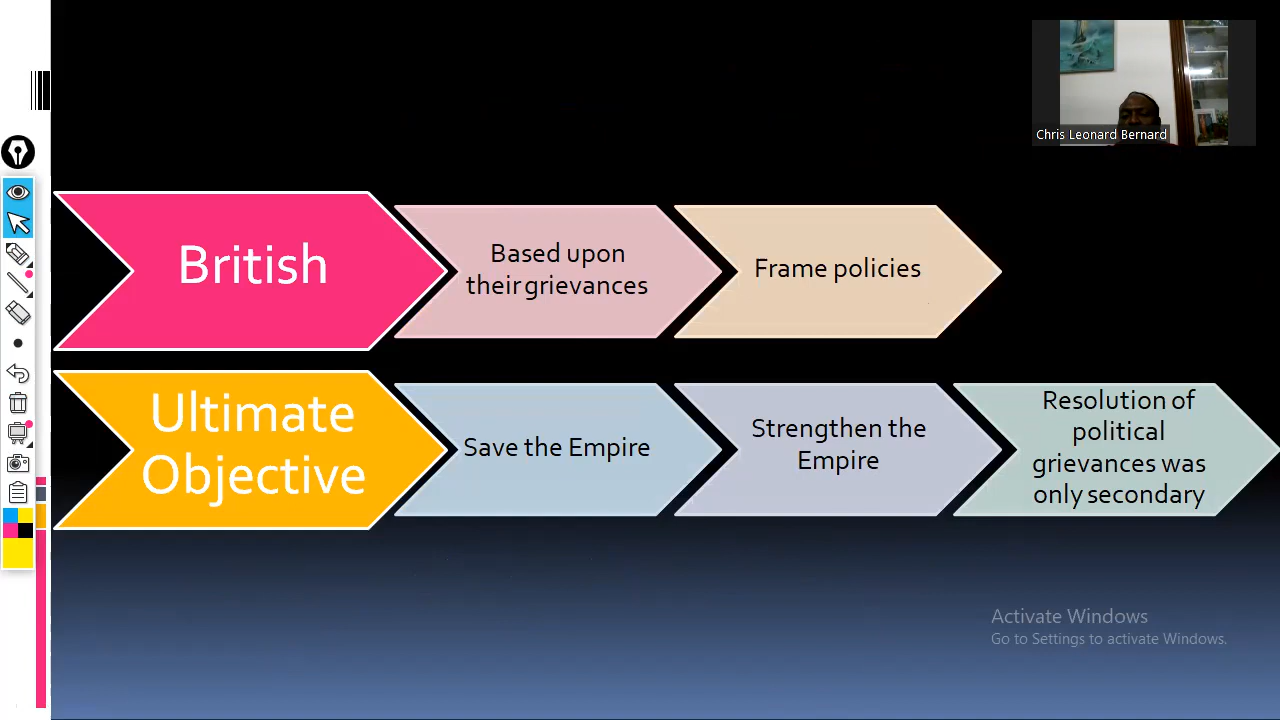 Chris Leonard Bernard
British
Based upon
their grievances
Frame policies
Ultimate
Objective
Save the Empire
Strengthen the
Empire
Resolution of
political
grievances was
only secondary
Activate Windows
Go to Settings to activate Windows.